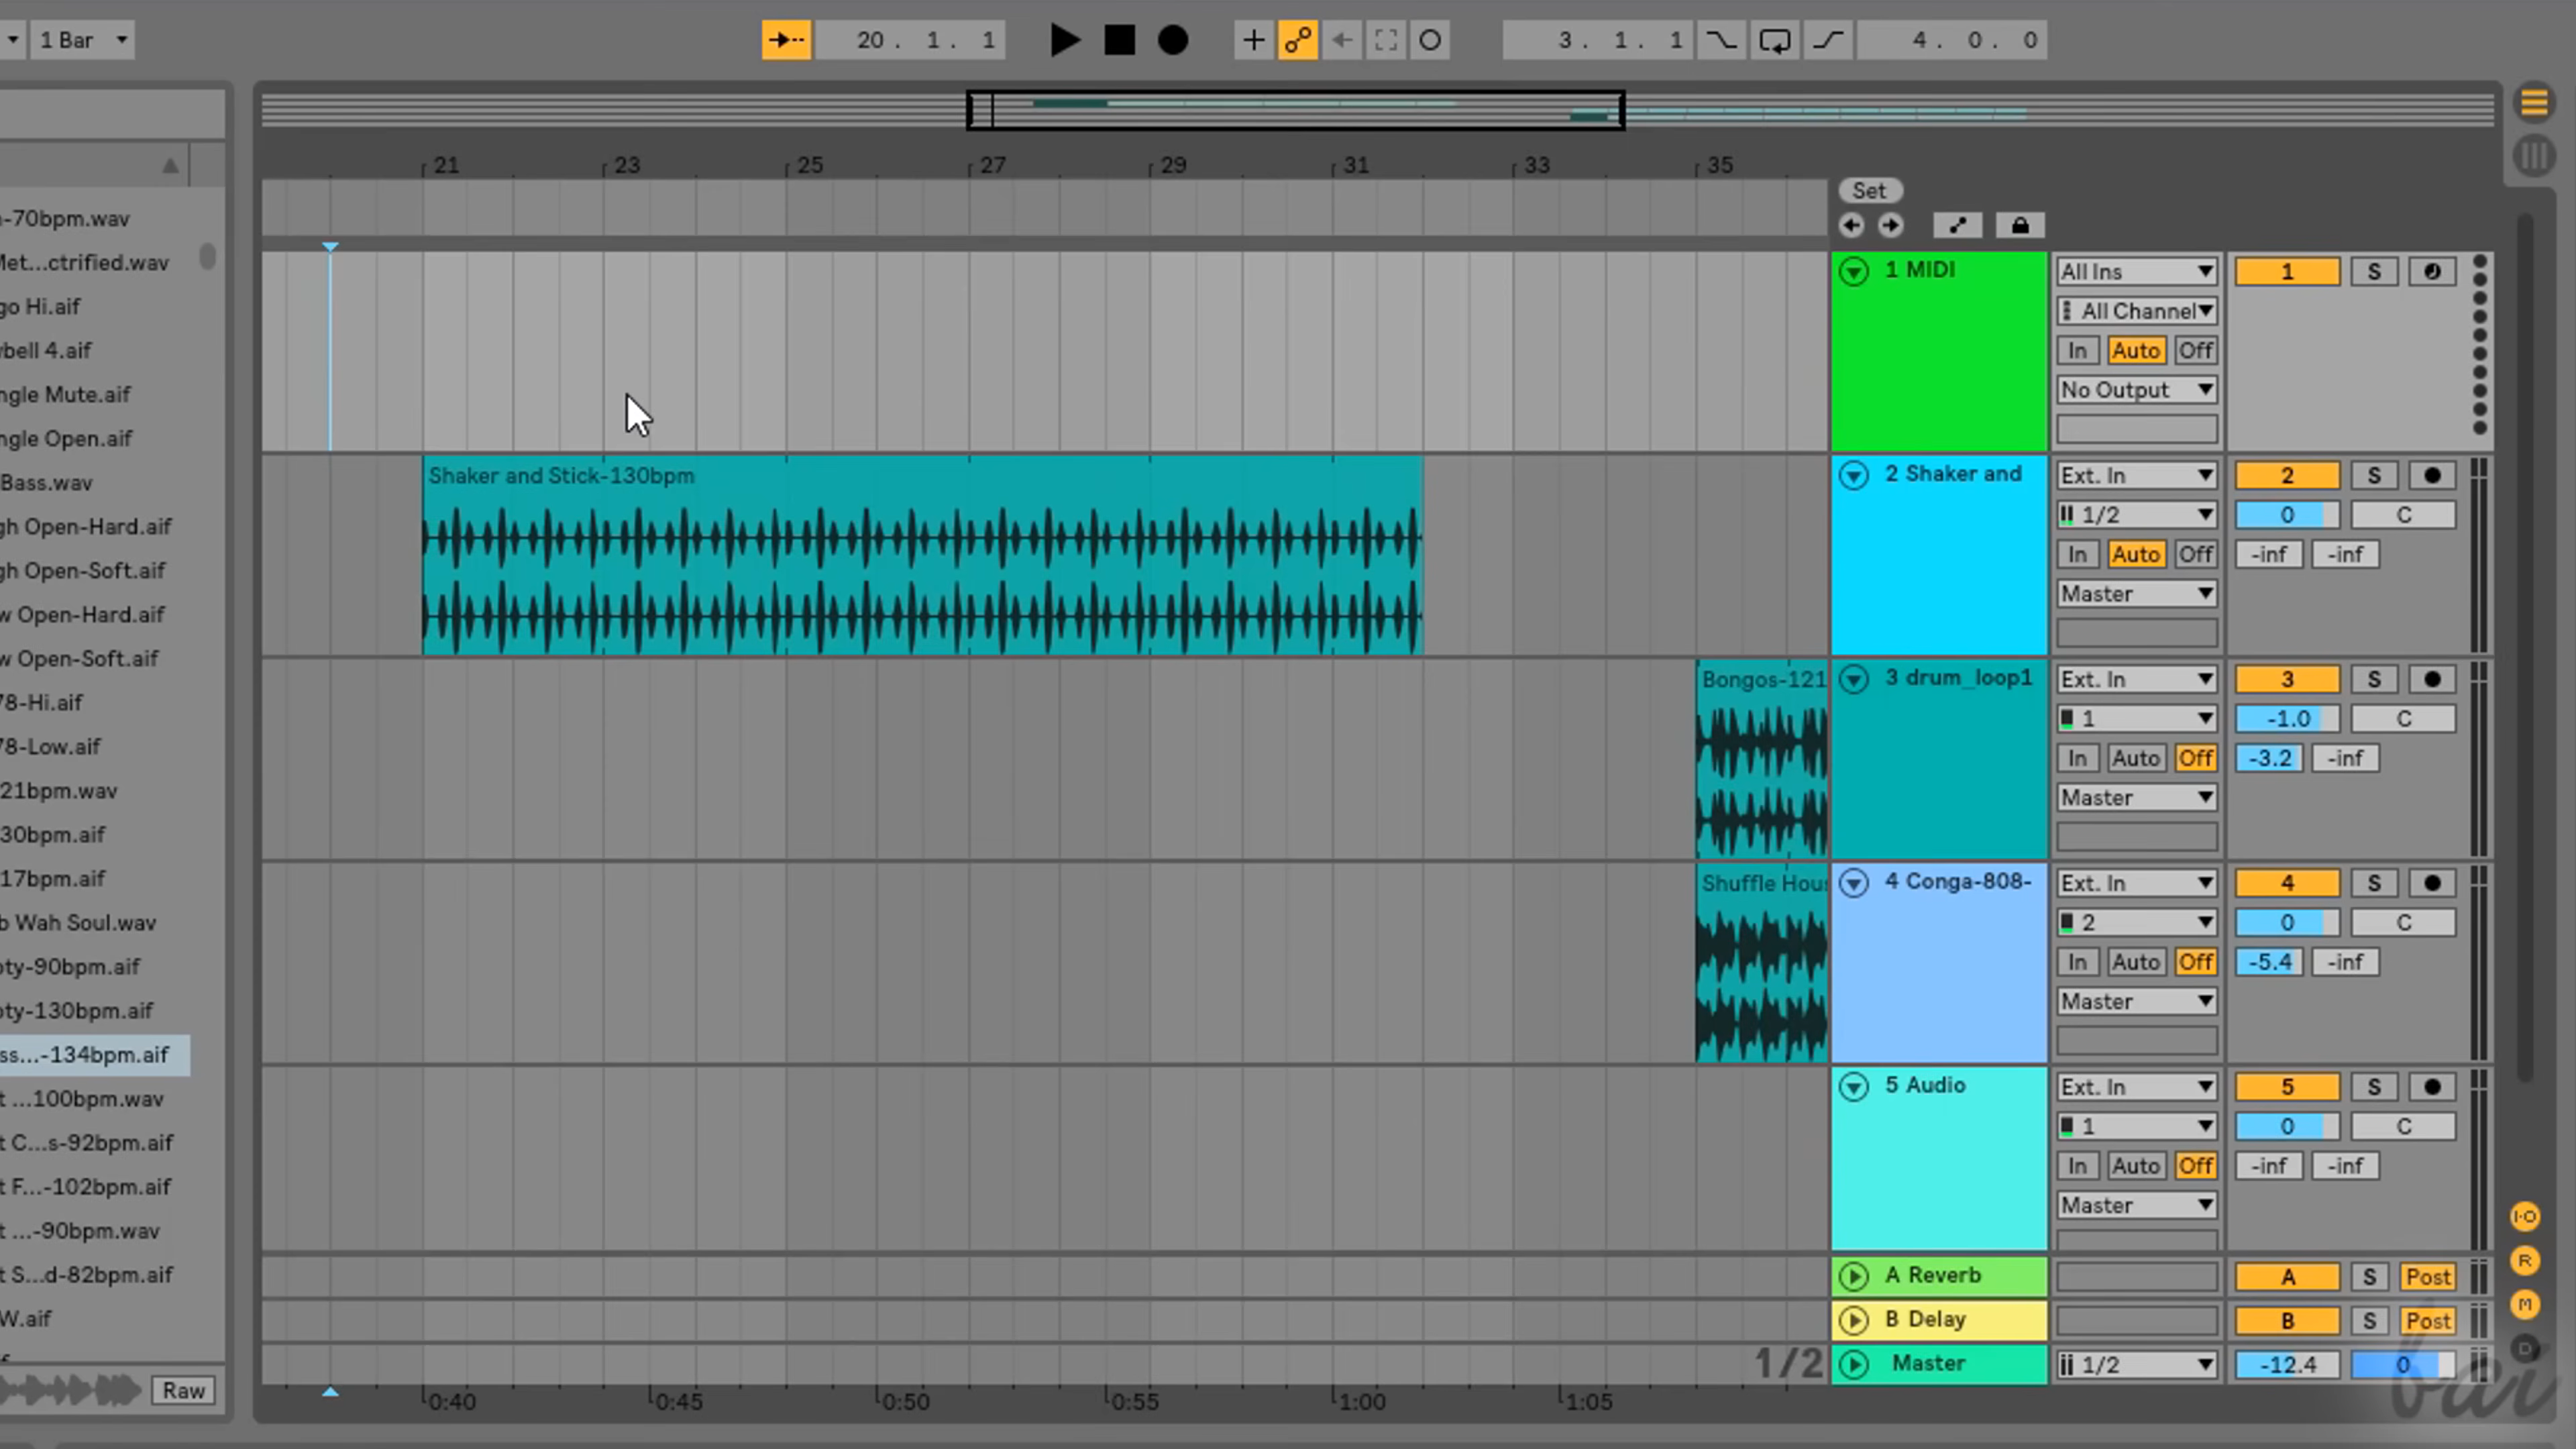 1 Bar
20. 1. 1
3. 1. 1
4. 0. 0
21 23 25 27 29 31 33 35
Set
-70bpm.wav
Met...ctrified.wav
go Hi.aif
bell 4.aif
ngle Mute.aif
ngle Open.aif
Bass.wav
gh Open-Hard.aif
gh Open-Soft.aif
w Open-Hard.aif
w Open-Soft.aif
78-Hi.aif
78-Low.aif
21bpm.wav
30bpm.aif
17bpm.aif
b Wah Soul.wav
oty-90bpm.aif
oty-130bpm.aif
ss...-134bpm.aif
t ...100bpm.wav
t C...s-92bpm.aif
t F...-102bpm.aif
t ...-90bpm.wav
t S...d-82bpm.aif
W.aif
Raw
1 MIDI
All Ins
1 S
All Channel
In Auto Off
No Output
Shaker and Stick-130bpm
2 Shaker and
Ext. In
2 S
1/2
0 C
In Auto Off
-inf -inf
Master
Bongos-121
3 drum_loop1
Ext. In
3 S
1
-1.0 C
In Auto Off
-3.2 -inf
Master
Shuffle Hous
4 Conga-808-
Ext. In
4 S
2
0 C
In Auto Off
-5.4 -inf
Master
5 Audio
Ext. In
5 S
1
0 C
In Auto Off
-inf -inf
Master
I-O
R
M
D
A Reverb
A S Post
B Delay
B S Post
1/2
Master
1/2
-12.4 0
0:40 0:45 0:50 0:55 1:00 1:05
bai